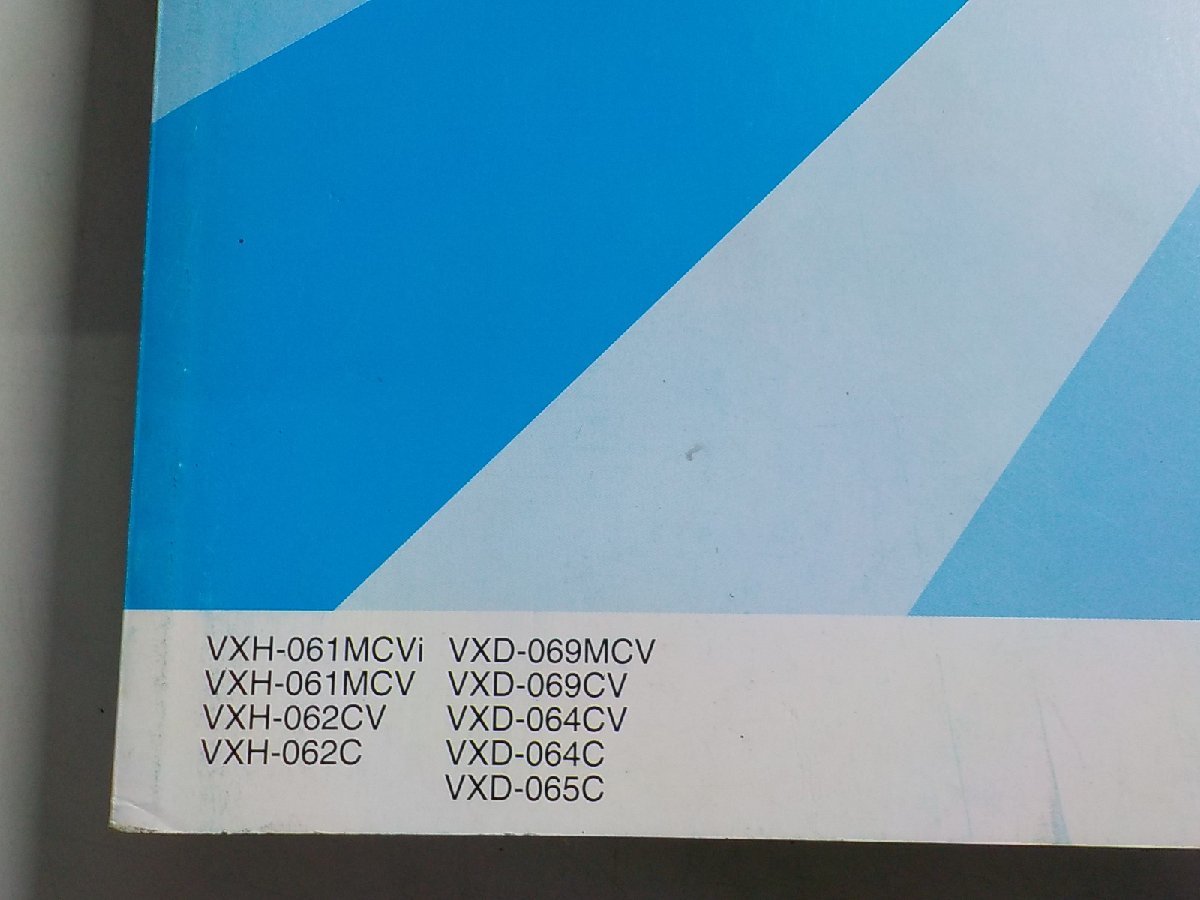 VXH-061MCVi VXD-069MCV
VXH-061MCV VXD-069CV
VXH-062CV VXD-064CV
VXH-062C VXD-064C
VXD-065C